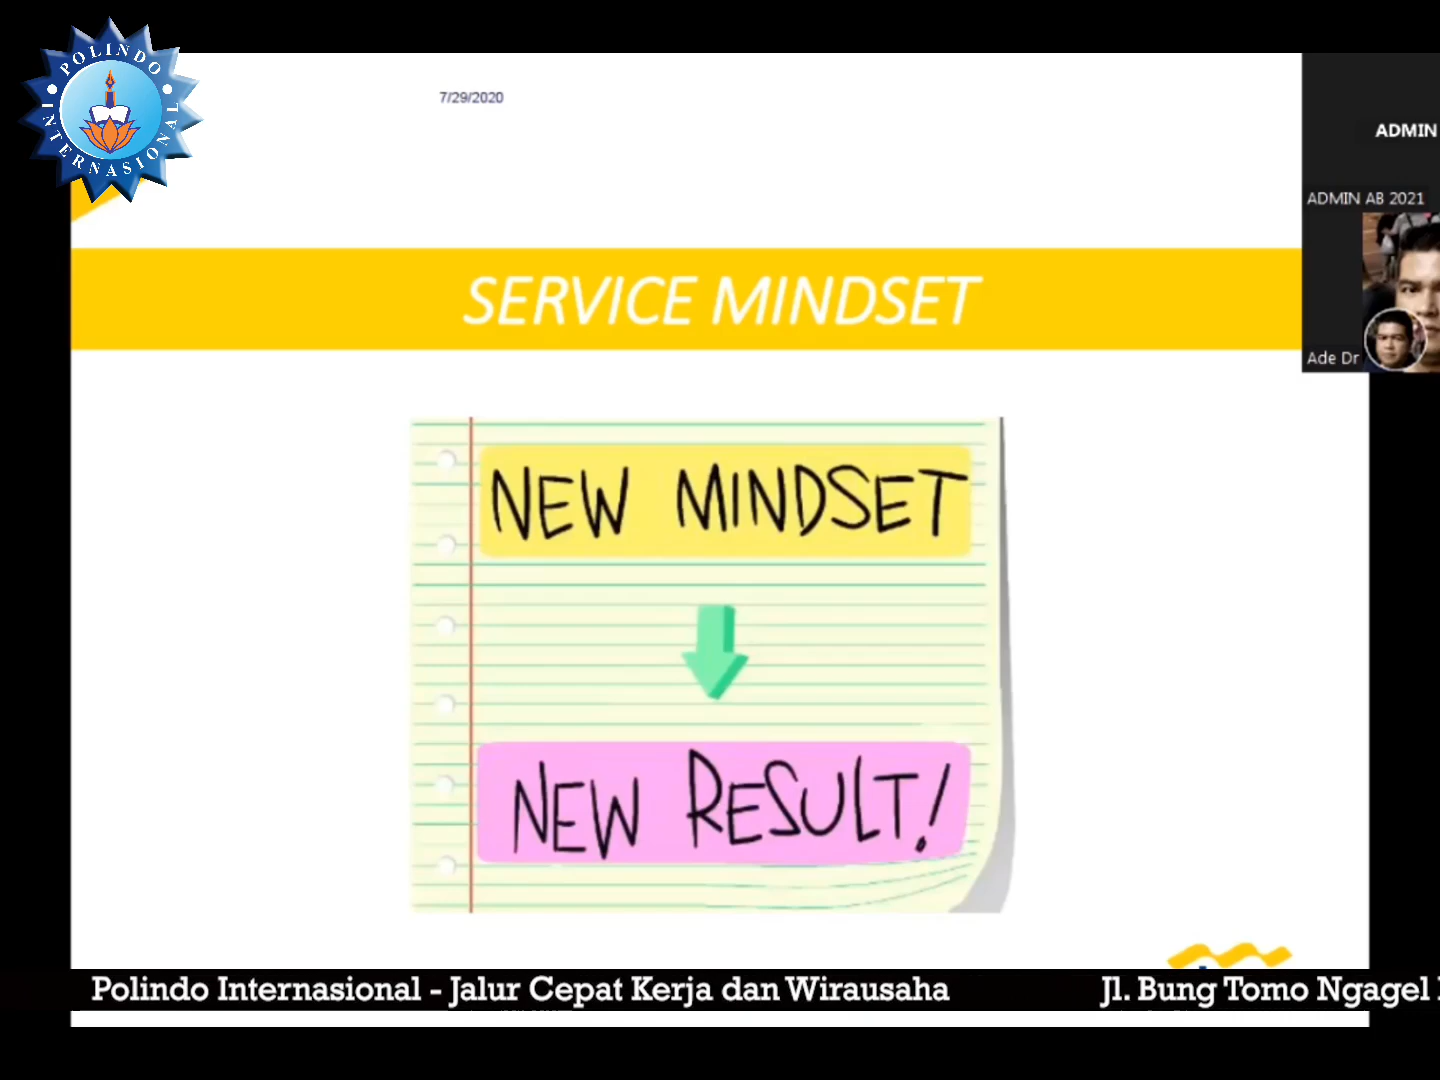 POLINDO
INTERNASIONAL
7/29/2020
ADMIN
ADMIN AB 2021
Ade Dr
SERVICE MINDSET
NEW MINDSET
NEW RESULT!
Polindo Internasional - Jalur Cepat Kerja dan Wirausaha
Jl. Bung Tomo Ngagel